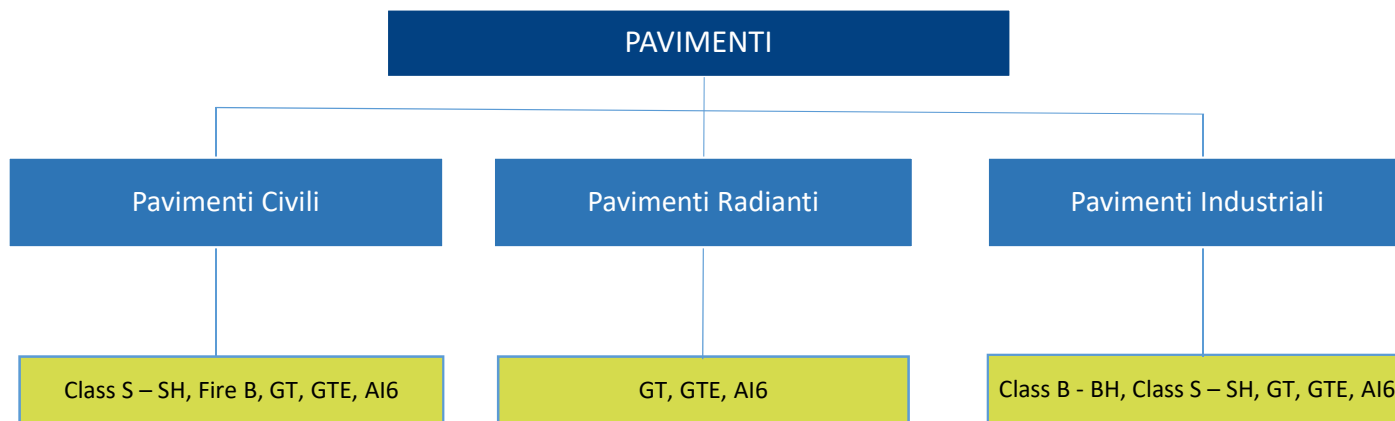 PAVIMENTI
Pavimenti Civili
Pavimenti Radianti
Pavimenti Industriali
Class S – SH, Fire B, GT, GTE, AI6
GT, GTE, AI6
Class B - BH, Class S – SH, GT, GTE, AI6